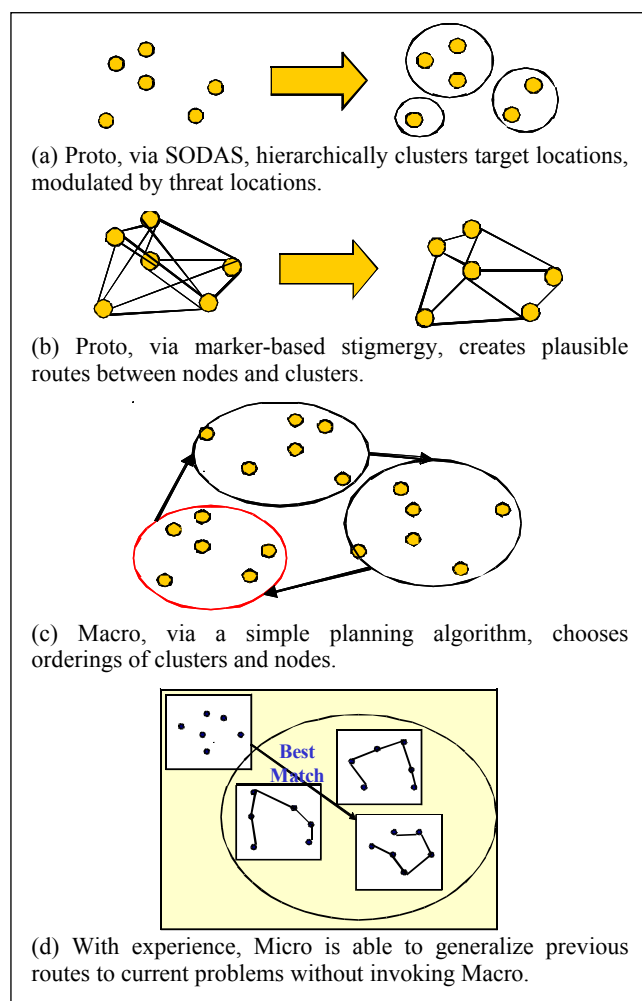 (a) Proto, via SODAS, hierarchically clusters target locations,
modulated by threat locations.
(b) Proto, via marker-based stigmergy, creates plausible
routes between nodes and clusters.
(c) Macro, via a simple planning algorithm, chooses
orderings of clusters and nodes.
Best
Match
(d) With experience, Micro is able to generalize previous
routes to current problems without invoking Macro.